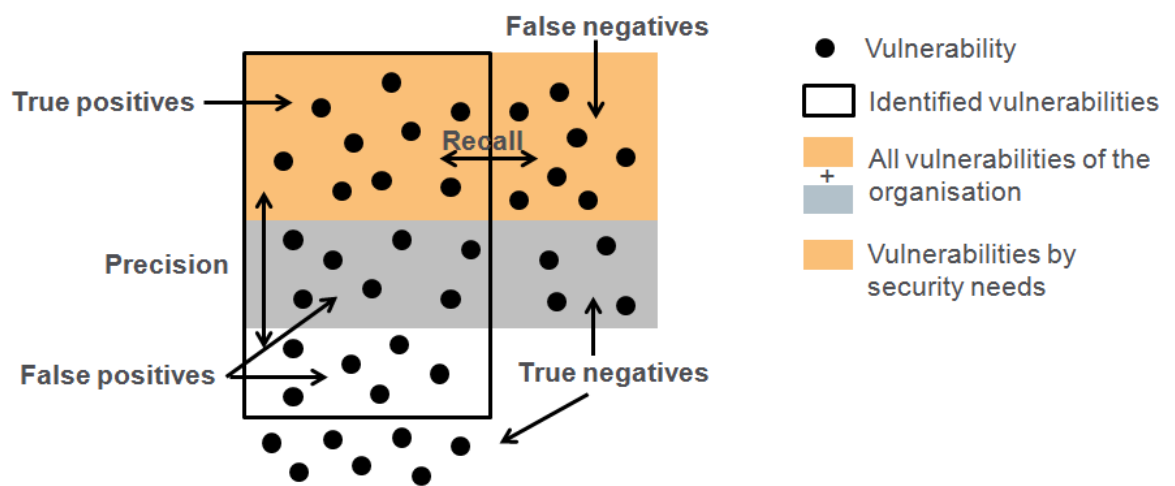 False negatives
True positives
Recall
Precision
False positives
True negatives
Vulnerability
Identified vulnerabilities
All vulnerabilities of the
+
organisation
Vulnerabilities by
security needs